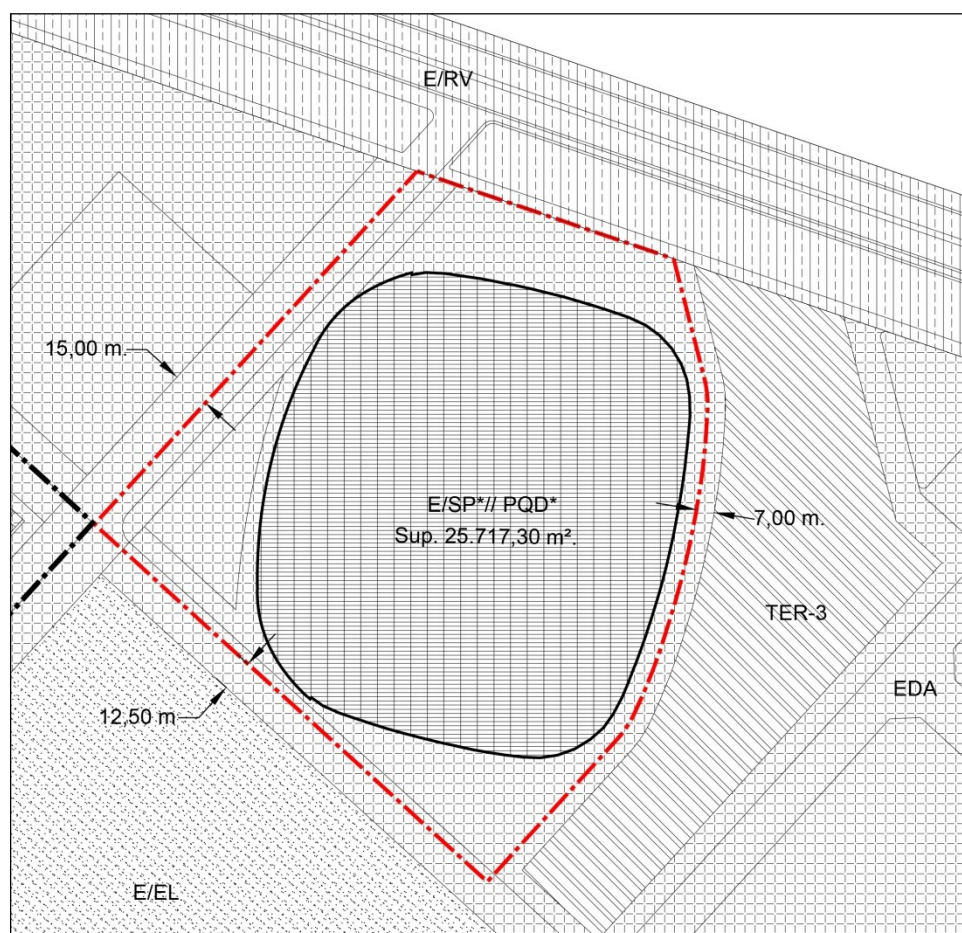 E/RV
15,00 m.
E/SP*// PQD*
Sup. 25.717,30 m².
7,00 m.
TER-3
EDA
12,50 m
E/EL